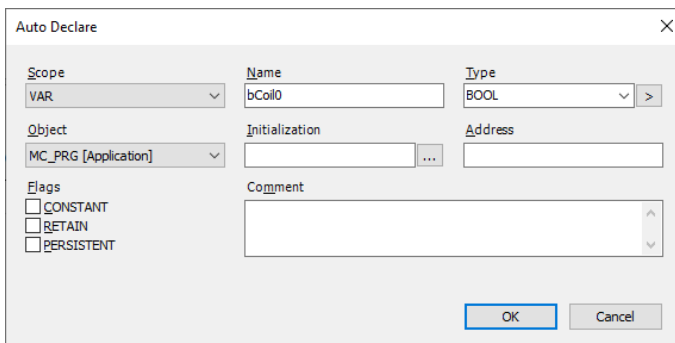 Auto Declare
Scope Name Type
VAR bCoil0 BOOL >
Object Initialization Address
MC_PRG [Application] ...
Flags Comment
CONSTANT
RETAIN
PERSISTENT
OK Cancel